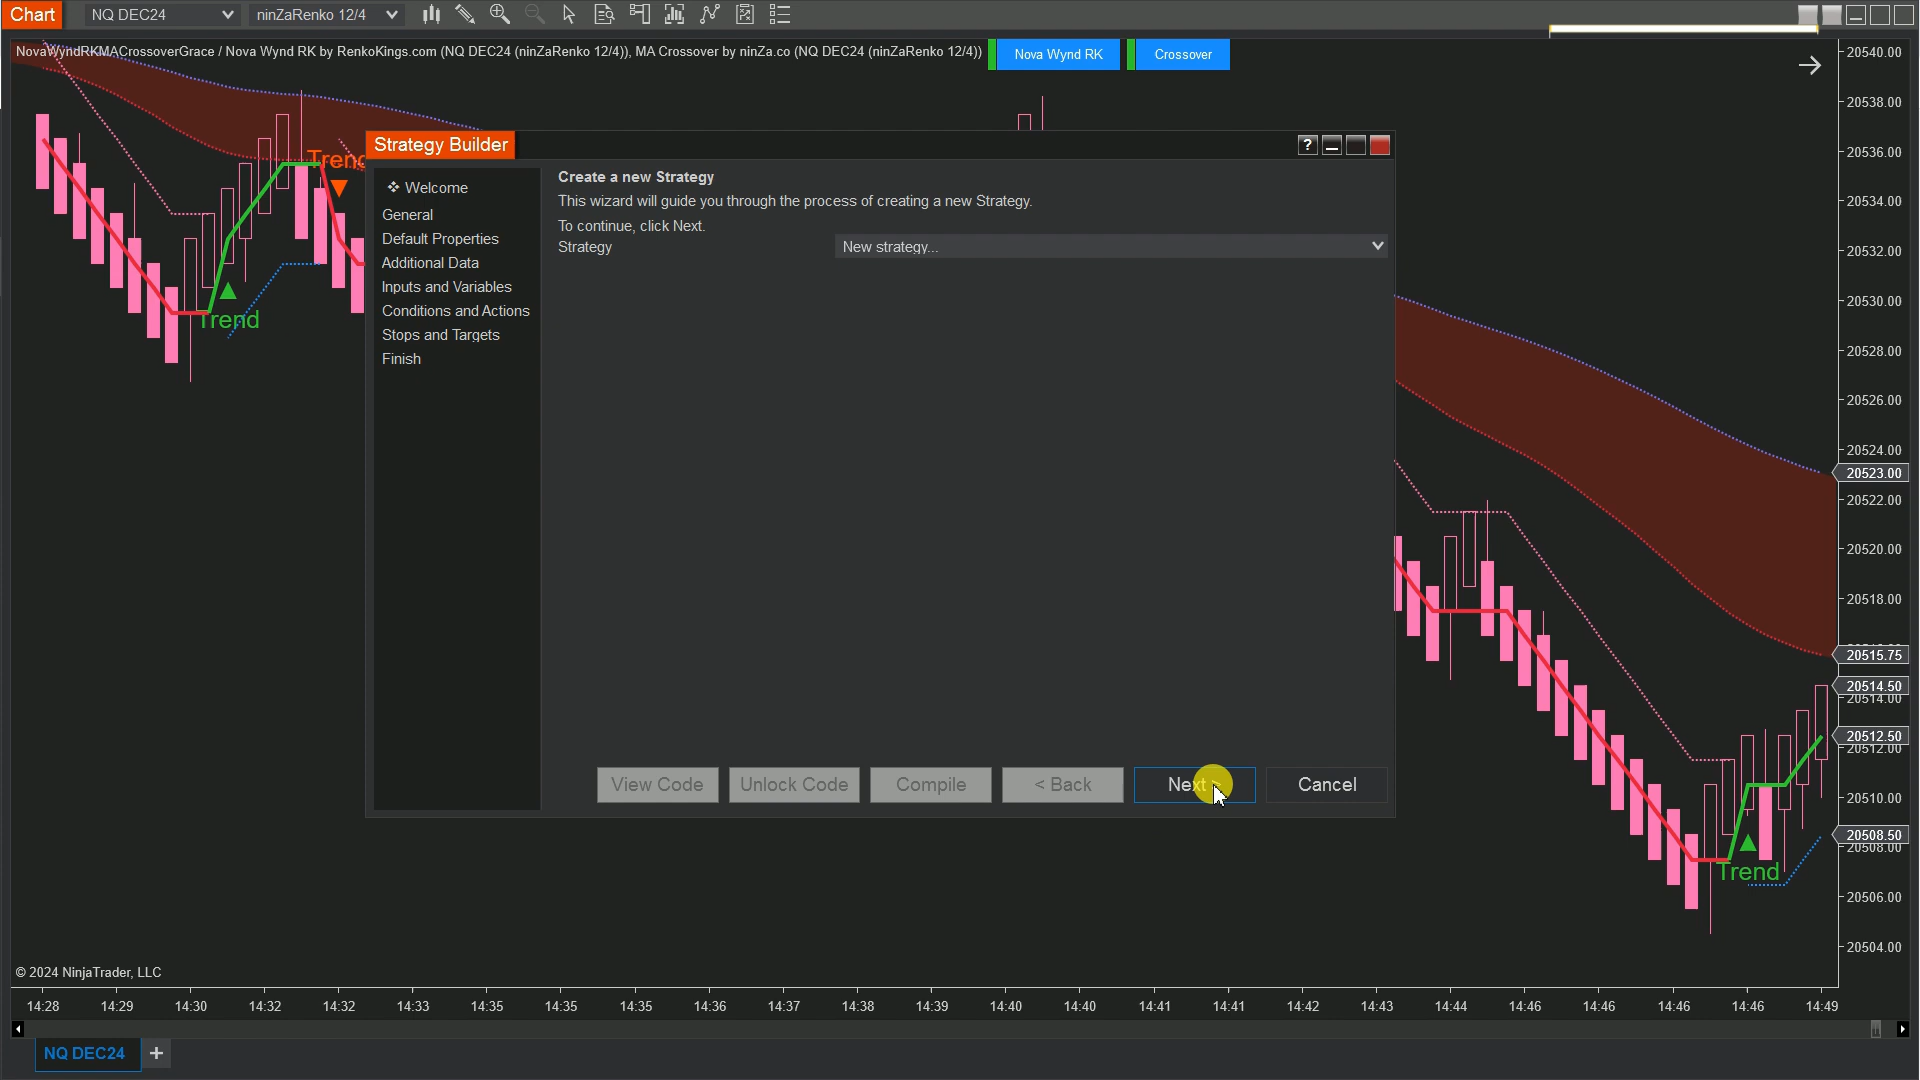 Chart
NQ DEC24
ninZaRenko 12/4
NovaWyndRKMACrossoverGrace / Nova Wynd RK by RenkoKings.com (NQ DEC24 (ninZaRenko 12/4)), MA Crossover by ninZa.co (NQ DEC24 (ninZaRenko 12/4))
Nova Wynd RK
Crossover
Strategy Builder
?
Welcome
General
Default Properties
Additional Data
Inputs and Variables
Conditions and Actions
Stops and Targets
Finish
Create a new Strategy
This wizard will guide you through the process of creating a new Strategy.
To continue, click Next.
Strategy
New strategy...
View Code
Unlock Code
Compile
< Back
Next >
Cancel
Trend
Trend
Trend
20540.00
20538.00
20536.00
20534.00
20532.00
20530.00
20528.00
20526.00
20524.00
20523.00
20522.00
20520.00
20518.00
20515.75
20514.50
20514.00
20512.50
20512.00
20510.00
20508.50
20508.00
20506.00
20504.00
© 2024 NinjaTrader, LLC
14:28 14:29 14:30 14:32 14:32 14:33 14:35 14:35 14:35 14:36 14:37 14:38 14:39 14:40 14:40 14:41 14:41 14:42 14:43 14:44 14:46 14:46 14:46 14:46 14:49
NQ DEC24
+